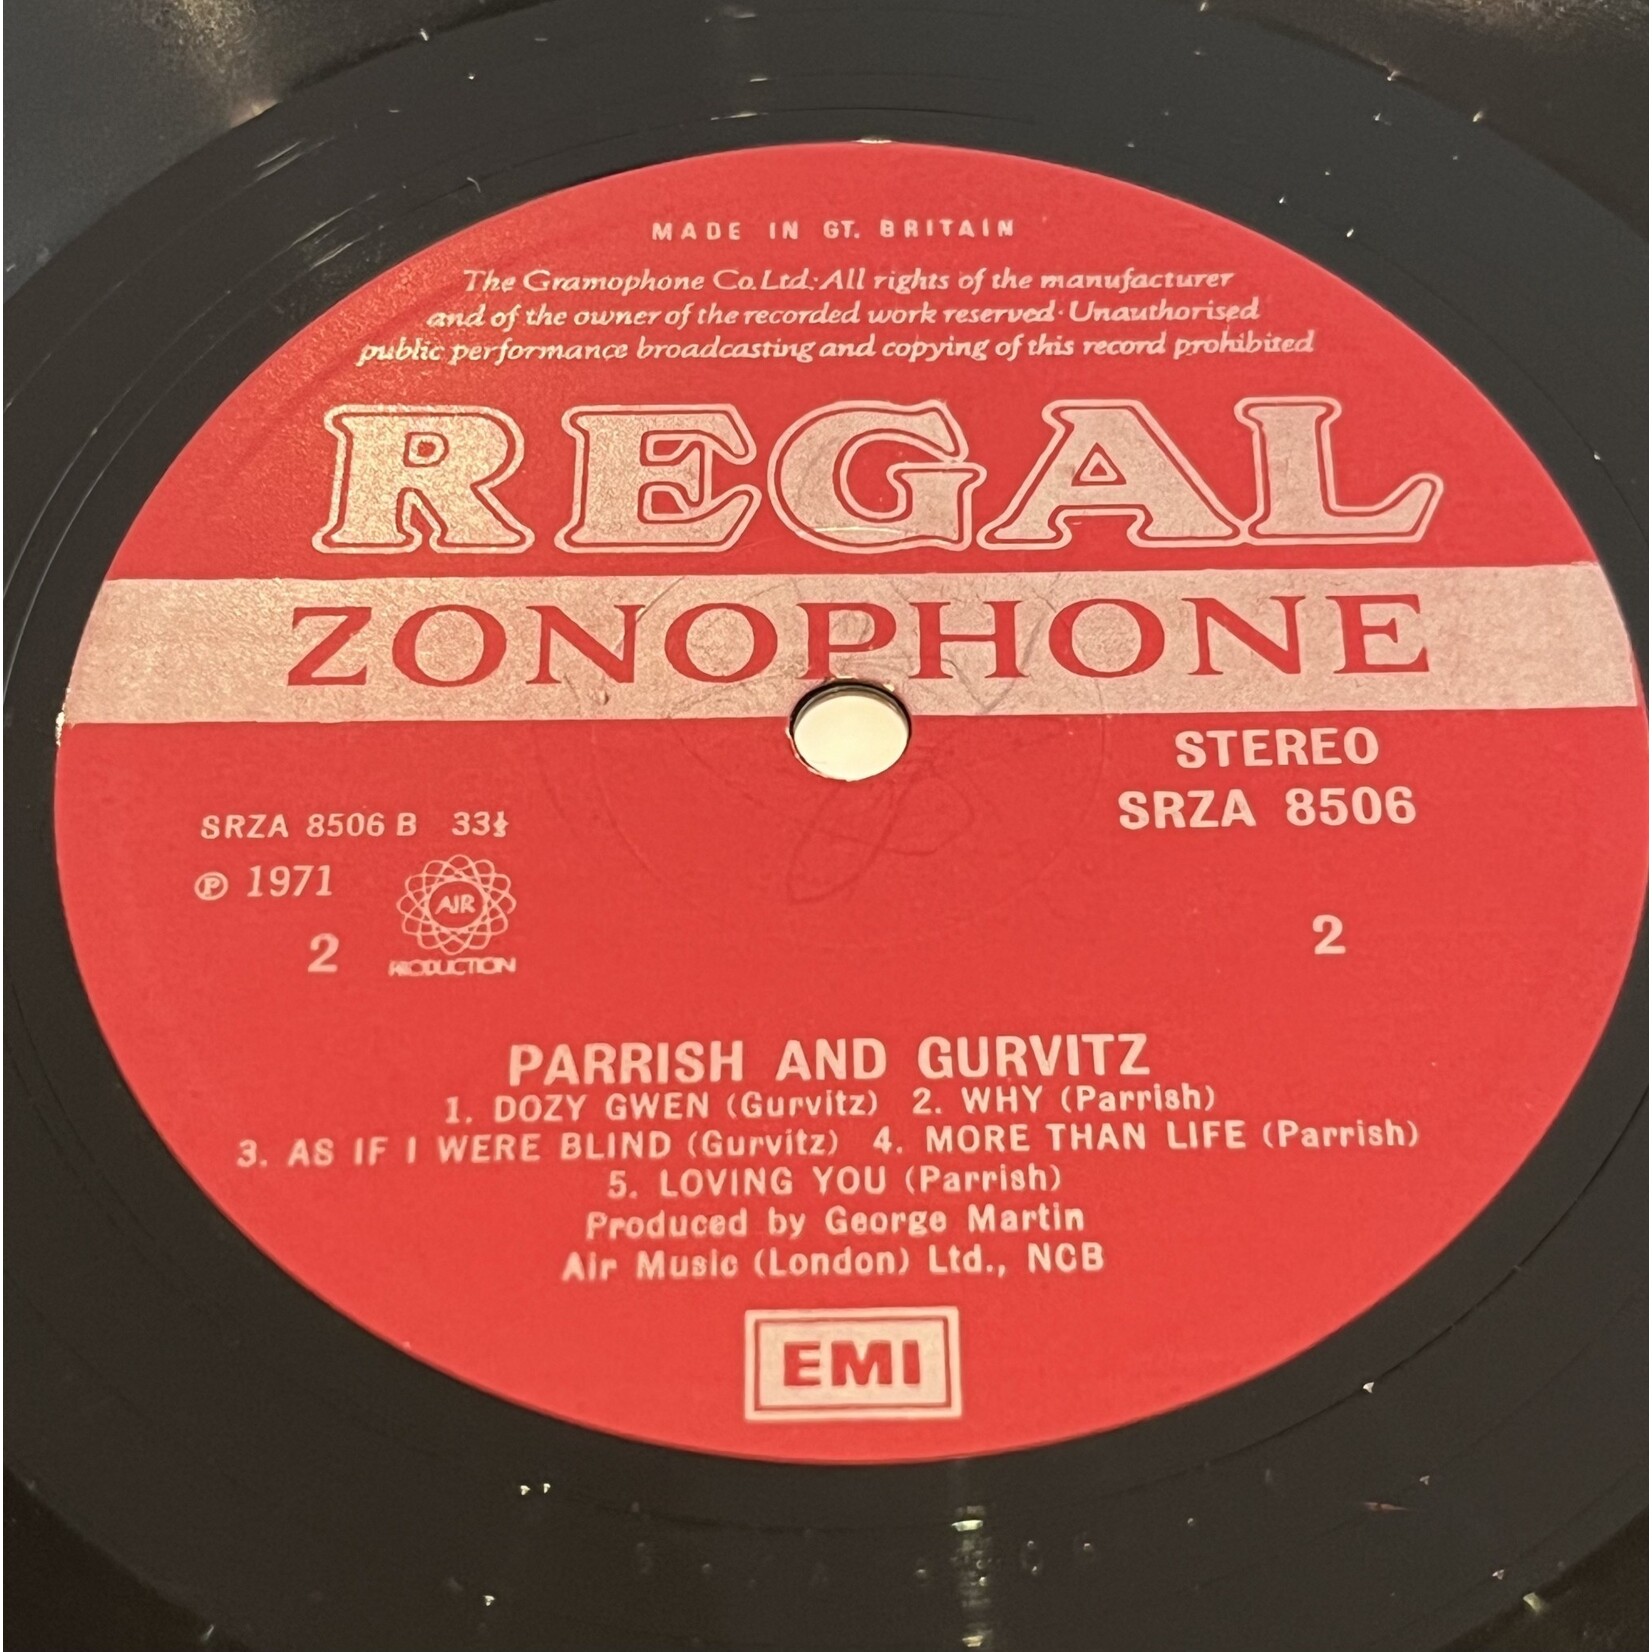 MADE IN GT. BRITAIN
The Gramophone Co. Ltd. · All rights of the manufacturer
and of the owner of the recorded work reserved · Unauthorised
public performance broadcasting and copying of this record prohibited
REGAL
ZONOPHONE
STEREO
SRZA 8506
SRZA 8506 B 33⅓
℗ 1971
AIR
PRODUCTION
2
2
PARRISH AND GURVITZ
1. DOZY GWEN (Gurvitz) 2. WHY (Parrish)
3. AS IF I WERE BLIND (Gurvitz) 4. MORE THAN LIFE (Parrish)
5. LOVING YOU (Parrish)
Produced by George Martin
Air Music (London) Ltd., NCB
EMI